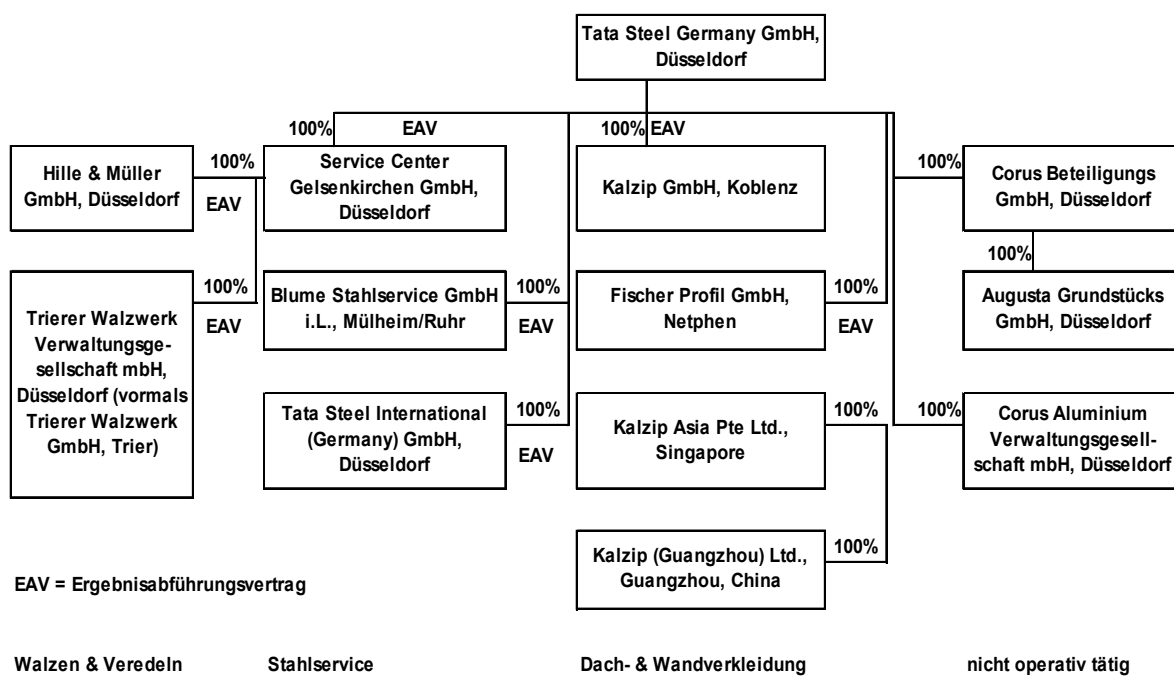 Tata Steel Germany GmbH,
Düsseldorf
100%
EAV
100%
EAV
Hille & Müller
GmbH, Düsseldorf
100%
EAV
Service Center
Gelsenkirchen GmbH,
Düsseldorf
Kalzip GmbH, Koblenz
100%
Corus Beteiligungs
GmbH, Düsseldorf
100%
Trierer Walzwerk
Verwaltungsge-
sellschaft mbH,
Düsseldorf (vormals
Trierer Walzwerk
GmbH, Trier)
100%
EAV
Blume Stahlservice GmbH
i.L., Mülheim/Ruhr
100%
EAV
Fischer Profil GmbH,
Netphen
100%
EAV
Augusta Grundstücks
GmbH, Düsseldorf
Tata Steel International
(Germany) GmbH,
Düsseldorf
100%
EAV
Kalzip Asia Pte Ltd.,
Singapore
100%
100%
Corus Aluminium
Verwaltungsgesell-
schaft mbH, Düsseldorf
Kalzip (Guangzhou) Ltd.,
Guangzhou, China
100%
EAV = Ergebnisabführungsvertrag
Walzen & Veredeln
Stahlservice
Dach- & Wandverkleidung
nicht operativ tätig